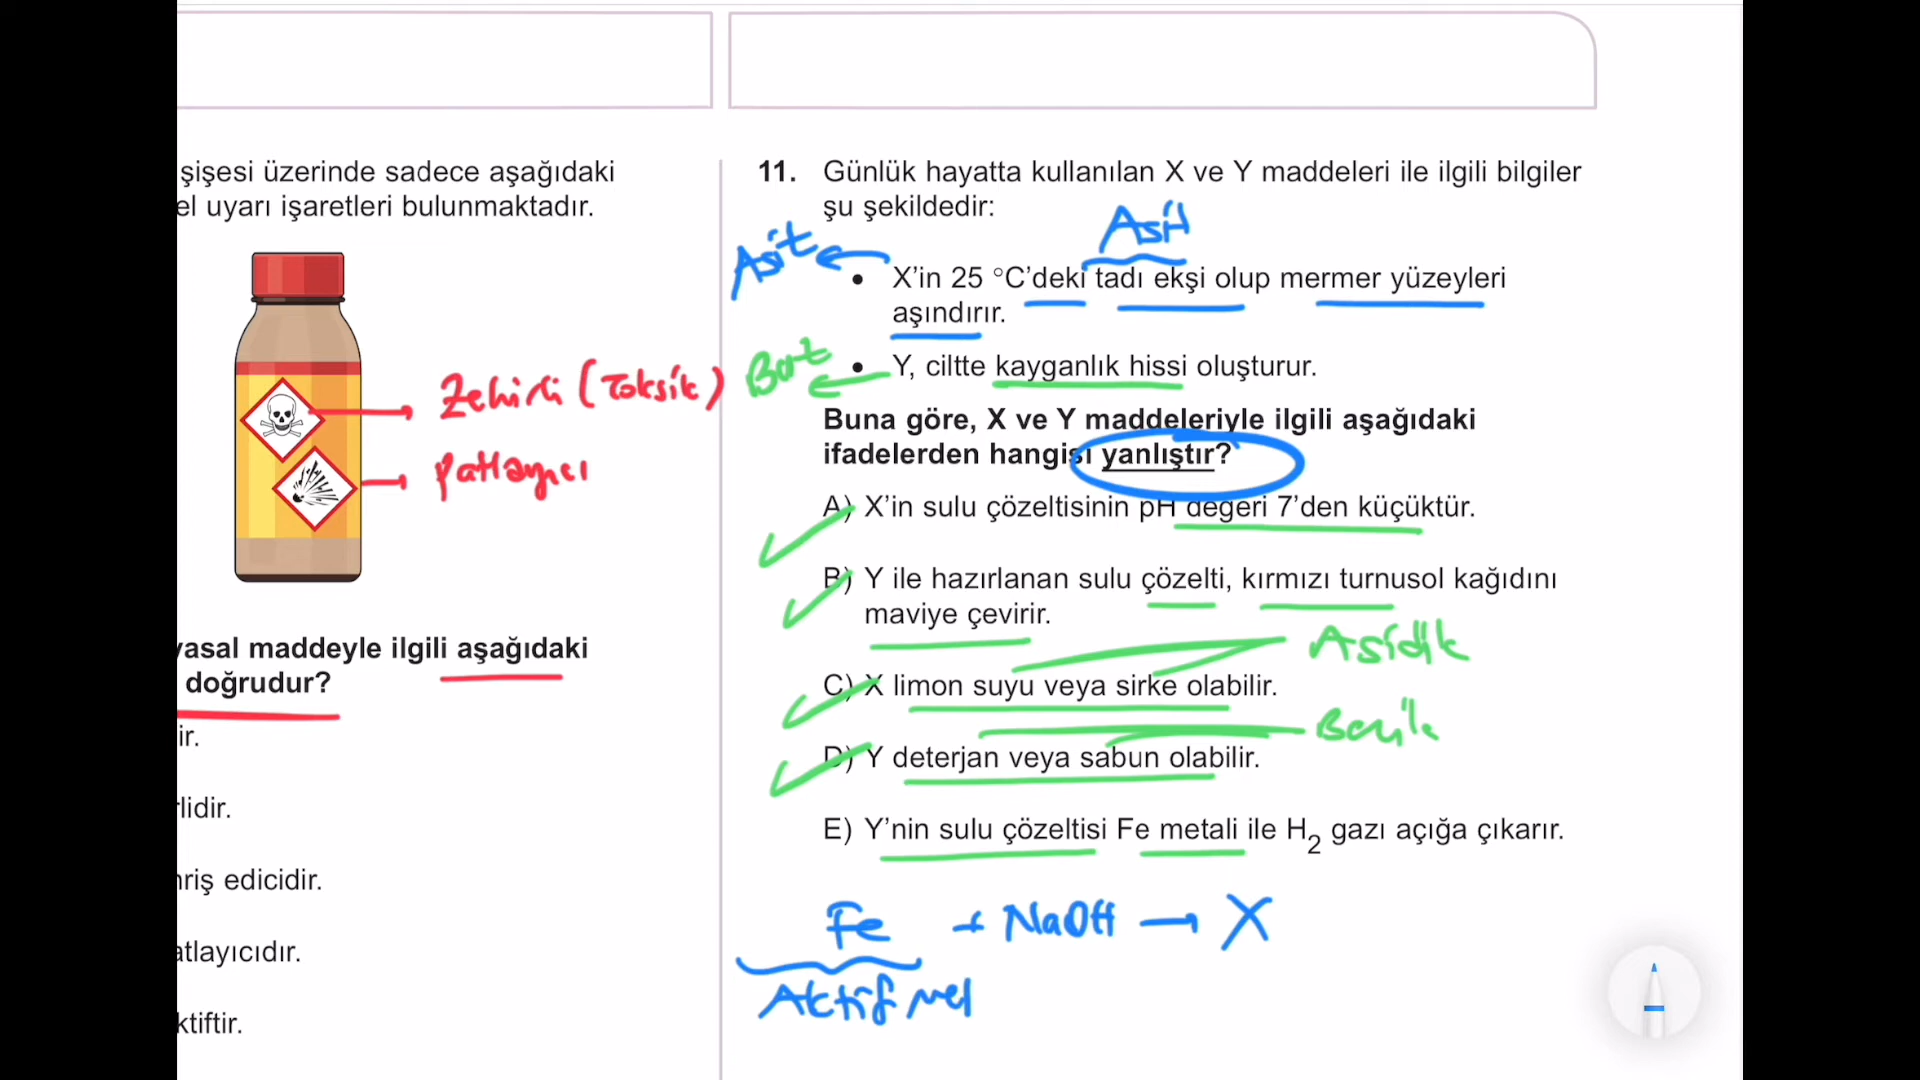 şişesi üzerinde sadece aşağıdaki
el uyarı işaretleri bulunmaktadır.
Zehirli (Toksik)
Patlayıcı
yasal maddeyle ilgili aşağıdaki
doğrudur?
ir.
lidir.
hriş edicidir.
atlayıcıdır.
ktiftir.
11. Günlük hayatta kullanılan X ve Y maddeleri ile ilgili bilgiler
şu şekildedir:
Asit
Asit
• X’in 25 °C’deki tadı ekşi olup mermer yüzeyleri
aşındırır.
Baz
• Y, ciltte kayganlık hissi oluşturur.
Buna göre, X ve Y maddeleriyle ilgili aşağıdaki
ifadelerden hangisi yanlıştır?
A) X’in sulu çözeltisinin pH değeri 7’den küçüktür.
B) Y ile hazırlanan sulu çözelti, kırmızı turnusol kağıdını
maviye çevirir.
Asidik
C) X limon suyu veya sirke olabilir.
Bazik
D) Y deterjan veya sabun olabilir.
E) Y’nin sulu çözeltisi Fe metali ile H₂ gazı açığa çıkarır.
Fe + NaOH → X
Aktif met